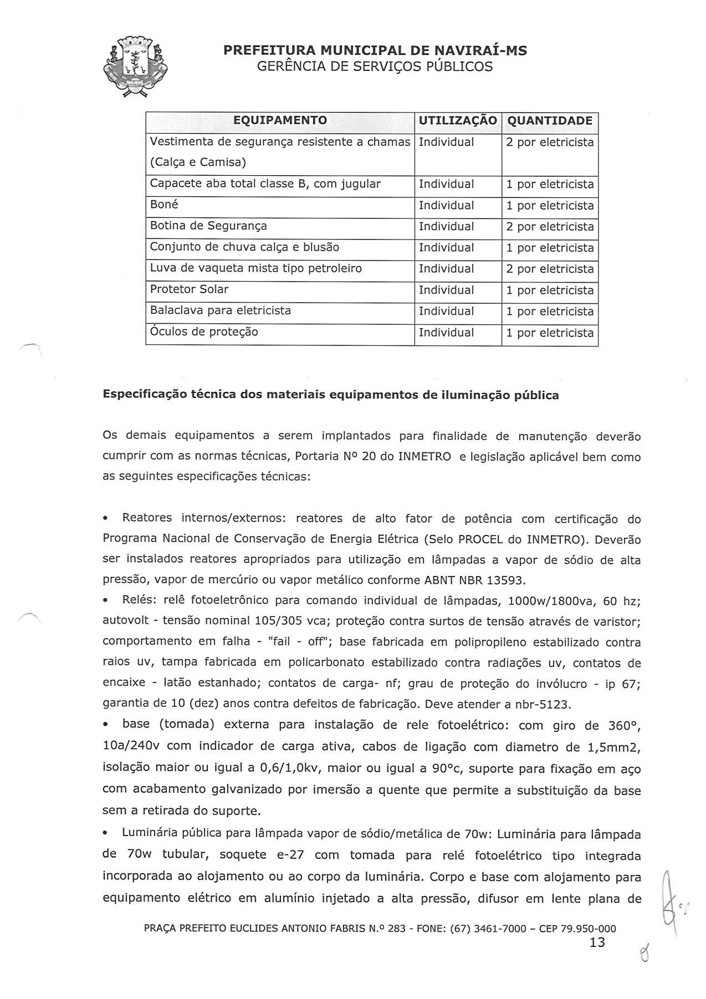 PREFEITURA MUNICIPAL DE NAVIRAÍ-MS
GERÊNCIA DE SERVIÇOS PÚBLICOS
EQUIPAMENTO UTILIZAÇÃO QUANTIDADE
Vestimenta de segurança resistente a chamas Individual 2 por eletricista
(Calça e Camisa)
Capacete aba total classe B, com jugular Individual 1 por eletricista
Boné Individual 1 por eletricista
Botina de Segurança Individual 2 por eletricista
Conjunto de chuva calça e blusão Individual 1 por eletricista
Luva de vaqueta mista tipo petroleiro Individual 2 por eletricista
Protetor Solar Individual 1 por eletricista
Balaclava para eletricista Individual 1 por eletricista
Óculos de proteção Individual 1 por eletricista
Especificação técnica dos materiais equipamentos de iluminação pública
Os demais equipamentos a serem implantados para finalidade de manutenção deverão
cumprir com as normas técnicas, Portaria Nº 20 do INMETRO e legislação aplicável bem como
as seguintes especificações técnicas:
• Reatores internos/externos: reatores de alto fator de potência com certificação do
Programa Nacional de Conservação de Energia Elétrica (Selo PROCEL do INMETRO). Deverão
ser instalados reatores apropriados para utilização em lâmpadas a vapor de sódio de alta
pressão, vapor de mercúrio ou vapor metálico conforme ABNT NBR 13593.
• Relés: relê fotoeletrônico para comando individual de lâmpadas, 1000w/1800va, 60 hz;
autovolt - tensão nominal 105/305 vca; proteção contra surtos de tensão através de varistor;
comportamento em falha - "fail - off"; base fabricada em polipropileno estabilizado contra
raios uv, tampa fabricada em policarbonato estabilizado contra radiações uv, contatos de
encaixe - latão estanhado; contatos de carga- nf; grau de proteção do invólucro - ip 67;
garantia de 10 (dez) anos contra defeitos de fabricação. Deve atender a nbr-5123.
• base (tomada) externa para instalação de rele fotoelétrico: com giro de 360°,
10a/240v com indicador de carga ativa, cabos de ligação com diametro de 1,5mm2,
isolação maior ou igual a 0,6/1,0kv, maior ou igual a 90°c, suporte para fixação em aço
com acabamento galvanizado por imersão a quente que permite a substituição da base
sem a retirada do suporte.
• Luminária pública para lâmpada vapor de sódio/metálica de 70w: Luminária para lâmpada
de 70w tubular, soquete e-27 com tomada para relé fotoelétrico tipo integrada
incorporada ao alojamento ou ao corpo da luminária. Corpo e base com alojamento para
equipamento elétrico em alumínio injetado a alta pressão, difusor em lente plana de
PRAÇA PREFEITO EUCLIDES ANTONIO FABRIS N.º 283 - FONE: (67) 3461-7000 – CEP 79.950-000
13